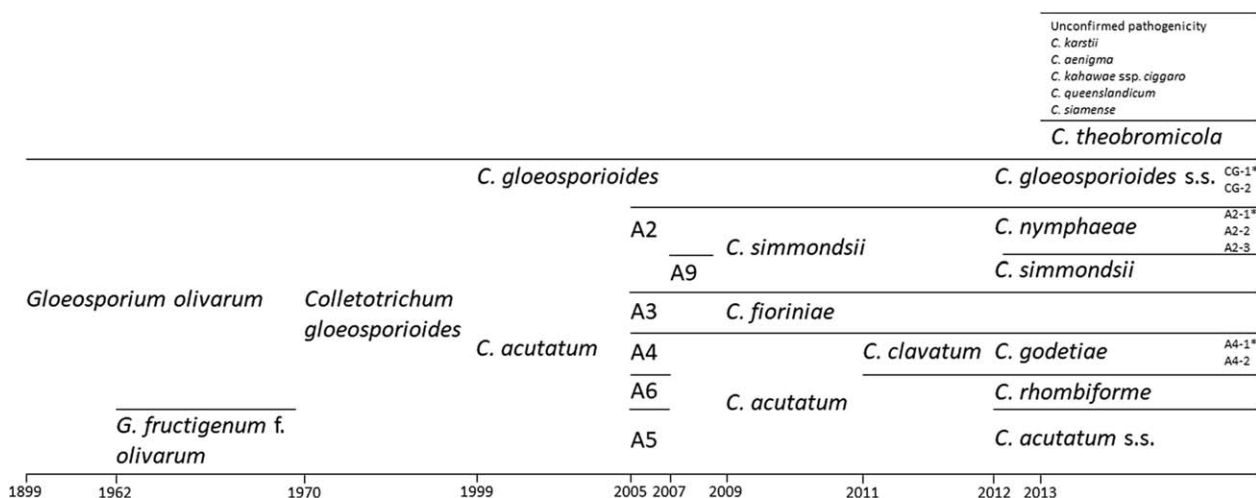 Unconfirmed pathogenicity
C. karstii
C. aenigma
C. kahawae ssp. ciggaro
C. queenslandicum
C. siamense
C. theobromicola
C. gloeosporioides
C. gloeosporioides s.s.
CG-1*
CG-2
A2
C. simmondsii
C. nymphaeae
A2-1*
A2-2
A2-3
A9
C. simmondsii
Gloeosporium olivarum
Colletotrichum
gloeosporioides
A3
C. fioriniae
C. acutatum
A4
C. clavatum
C. godetiae
A4-1*
A4-2
A6
C. acutatum
C. rhombiforme
G. fructigenum f.
olivarum
A5
C. acutatum s.s.
1899 1962 1970 1999 2005 2007 2009 2011 2012 2013